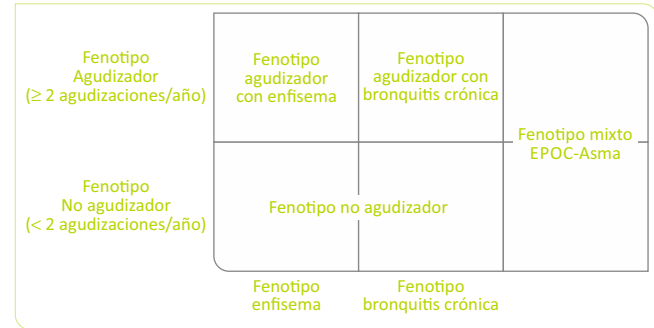 Fenotipo
Agudizador
(≥ 2 agudizaciones/año)
Fenotipo
agudizador
con enfisema
Fenotipo
agudizador con
bronquitis crónica
Fenotipo mixto
EPOC-Asma
Fenotipo
No agudizador
(< 2 agudizaciones/año)
Fenotipo no agudizador
Fenotipo
enfisema
Fenotipo
bronquitis crónica